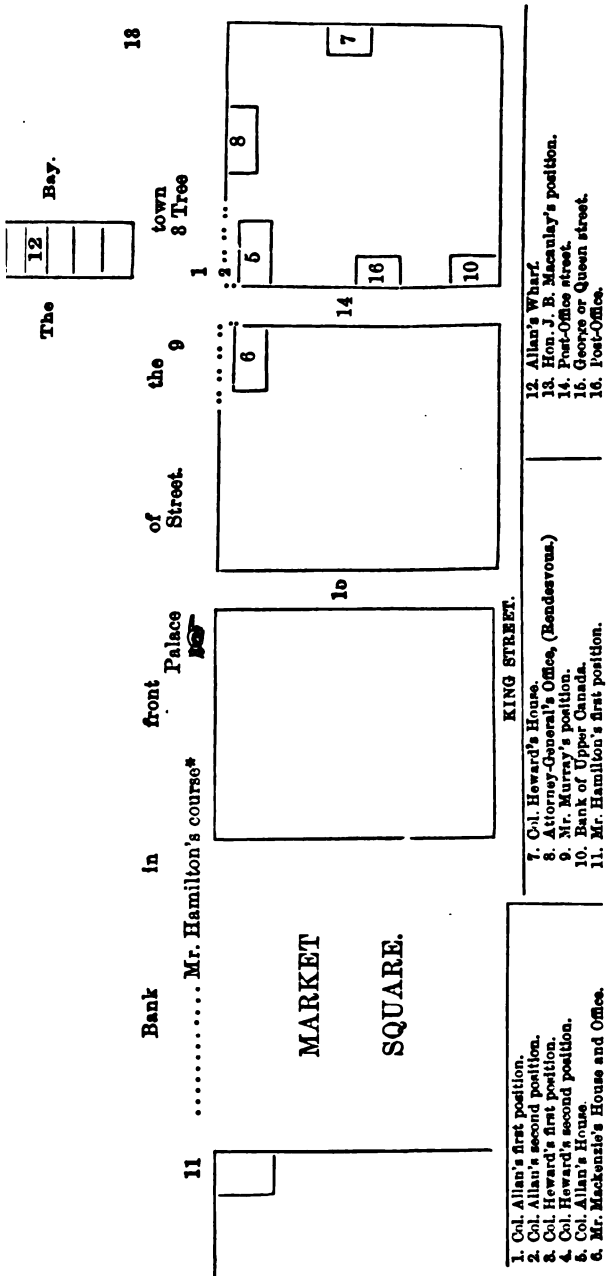 The 12 Bay.
Bank in front of the town 13
Mr. Hamilton's course* Palace Street. 9 3 Tree
11 1
2
6 5 8 7
MARKET
SQUARE.
15 14 16
10
KING STREET.
1. Col. Allan's first position.
2. Col. Allan's second position.
3. Col. Heward's first position.
4. Col. Heward's second position.
5. Col. Allan's House.
6. Mr. Mackenzie's House and Office.
7. Col. Heward's House.
8. Attorney-General's Office, (Rendesvous.)
9. Mr. Murray's position.
10. Bank of Upper Canada.
11. Mr. Hamilton's first position.
12. Allan's Wharf.
13. Hon. J. B. Macaulay's position.
14. Post-Office street.
15. George or Queen street.
16. Post-Office.